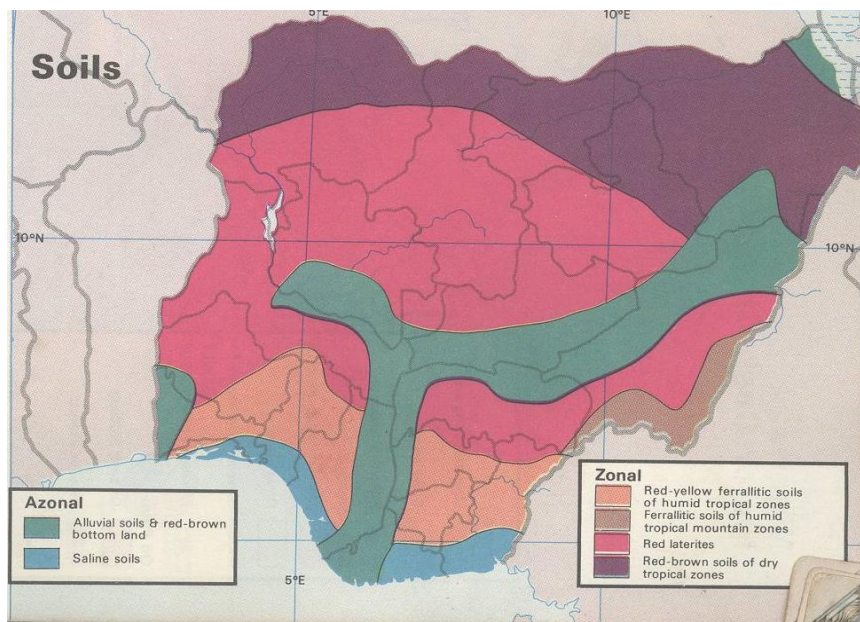 5°E
10°E
Soils
10°N
10°N
Azonal
Alluvial soils & red-brown
bottom land
Saline soils
5°E
Zonal
Red-yellow ferrallitic soils
of humid tropical zones
Ferrallitic soils of humid
tropical mountain zones
Red laterites
Red-brown soils of dry
tropical zones